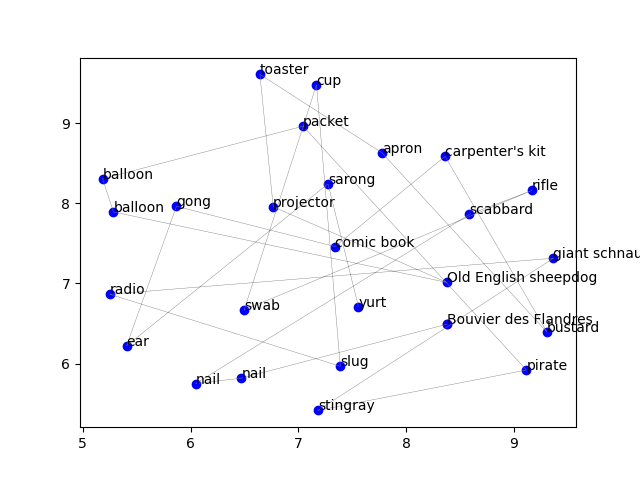 toaster
cup
packet
apron
carpenter's kit
balloon
sarong
rifle
balloon
gong
projector
scabbard
comic book
giant schnau
Old English sheepdog
radio
swab
yurt
Bouvier des Flandres
bustard
ear
slug
pirate
nail
nail
stingray
9
8
7
6
5 6 7 8 9